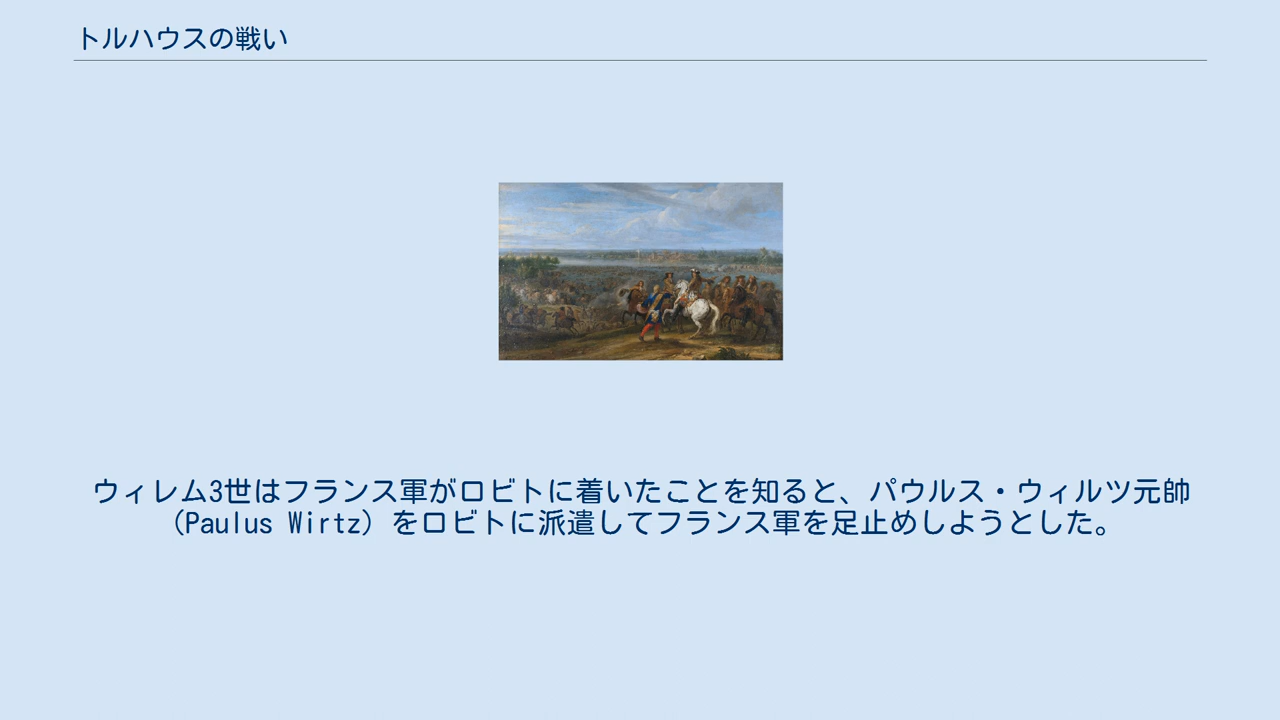 トルハウスの戦い
ウィレム3世はフランス軍がロビトに着いたことを知ると、パウルス・ウィルツ元帥
（Paulus Wirtz）をロビトに派遣してフランス軍を足止めしようとした。